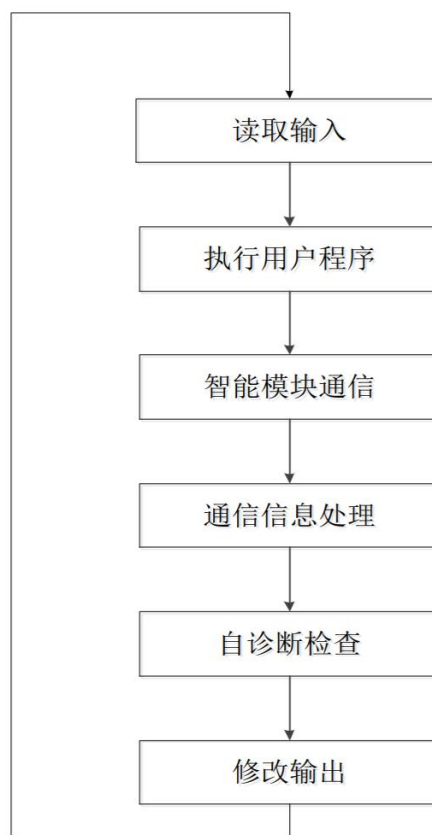 读取输入
执行用户程序
智能模块通信
通信信息处理
自诊断检查
修改输出